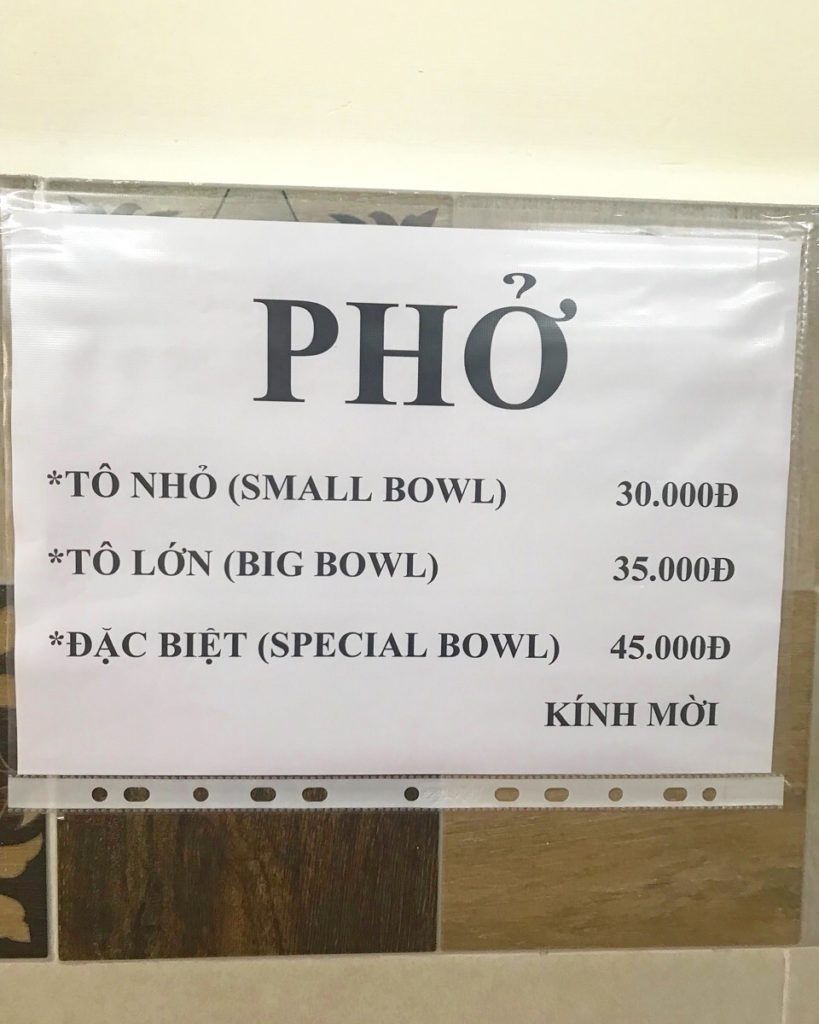 PHỞ
*TÔ NHỎ (SMALL BOWL) 30.000Đ
*TÔ LỚN (BIG BOWL) 35.000Đ
*ĐẶC BIỆT (SPECIAL BOWL) 45.000Đ
KÍNH MỜI